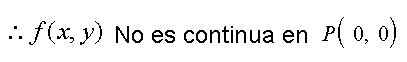 ∴ f(x, y) No es continua en P( 0, 0)